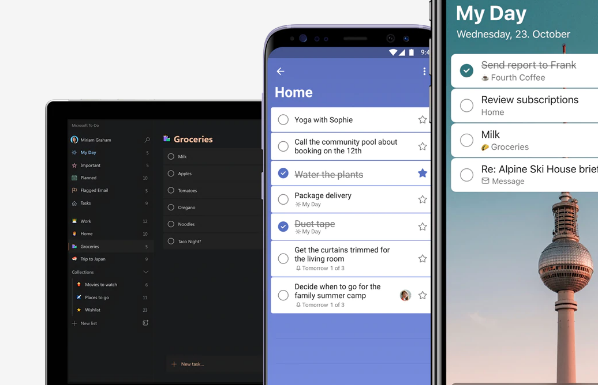 Microsoft To-Do
Miriam Graham
My Day
Important
Planned
Flagged Email
Tasks
Work
Home
Groceries
Trip to Japan
Collections
Movies to watch
Places to go
Wishlist
New list
Groceries
Milk
Apples
Tomatoes
Oregano
Noodles
New task...
9:4
Home
Yoga with Sophie
Call the community pool about
booking on the 12th
Water the plants
Package delivery
My Day
Duct tape
My Day
Get the curtains trimmed for
the living room
Tomorrow 1 of 3
Decide when to go for the
family summer camp
Tomorrow 1 of 3
My Day
Wednesday, 23. October
Send report to Frank
Fourth Coffee
Review subscriptions
Home
Milk
Groceries
Re: Alpine Ski House brief
Message